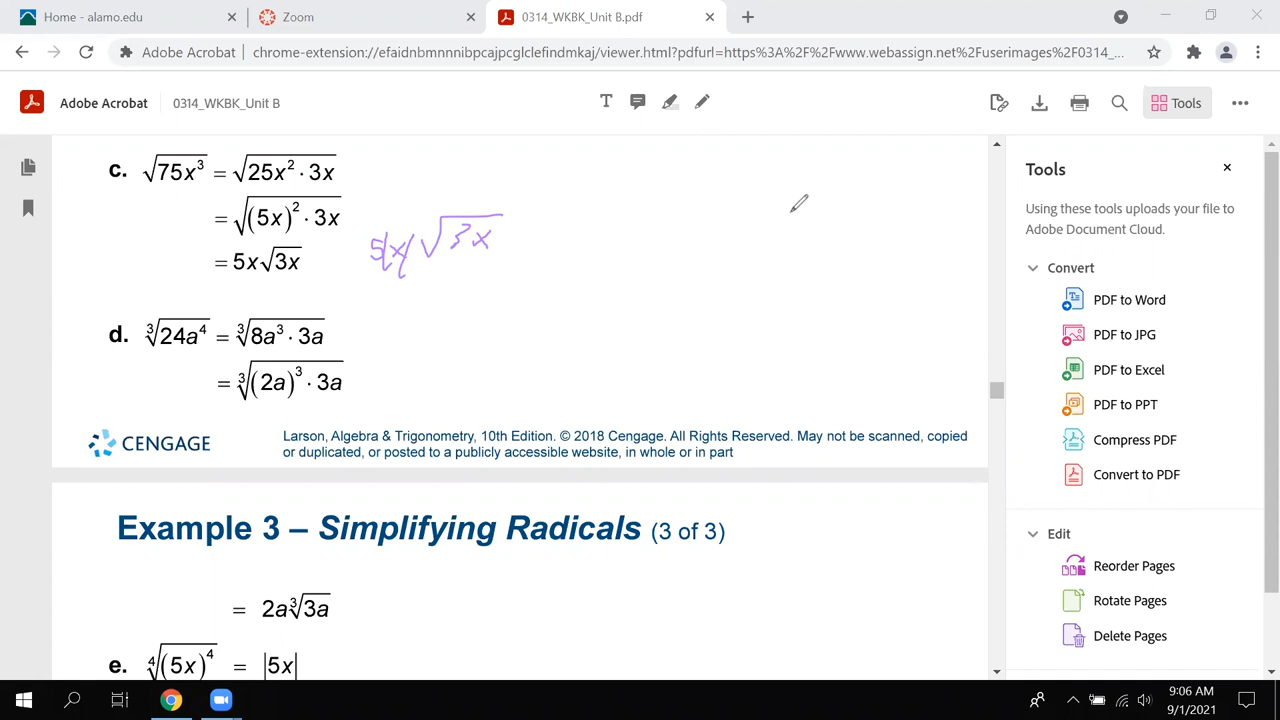 Home - alamo.edu
Zoom
0314_WKBK_Unit B.pdf
Adobe Acrobat
chrome-extension://efaidnbmnnnibpcajpcglclefindmkaj/viewer.html?pdfurl=https%3A%2F%2Fwww.webassign.net%2Fuserimages%2F0314_...
Adobe Acrobat 0314_WKBK_Unit B
Tools
c. √75x³ = √25x² · 3x
= √(5x)² · 3x
5|x|√3x
= 5x√3x
d. ∛24a⁴ = ∛8a³ · 3a
= ∛(2a)³ · 3a
CENGAGE
Larson, Algebra & Trigonometry, 10th Edition. © 2018 Cengage. All Rights Reserved. May not be scanned, copied
or duplicated, or posted to a publicly accessible website, in whole or in part
Example 3 – Simplifying Radicals (3 of 3)
= 2a∛3a
e. ∜(5x)⁴ = |5x|
Tools
Using these tools uploads your file to
Adobe Document Cloud.
Convert
PDF to Word
PDF to JPG
PDF to Excel
PDF to PPT
Compress PDF
Convert to PDF
Edit
Reorder Pages
Rotate Pages
Delete Pages
9:06 AM
9/1/2021